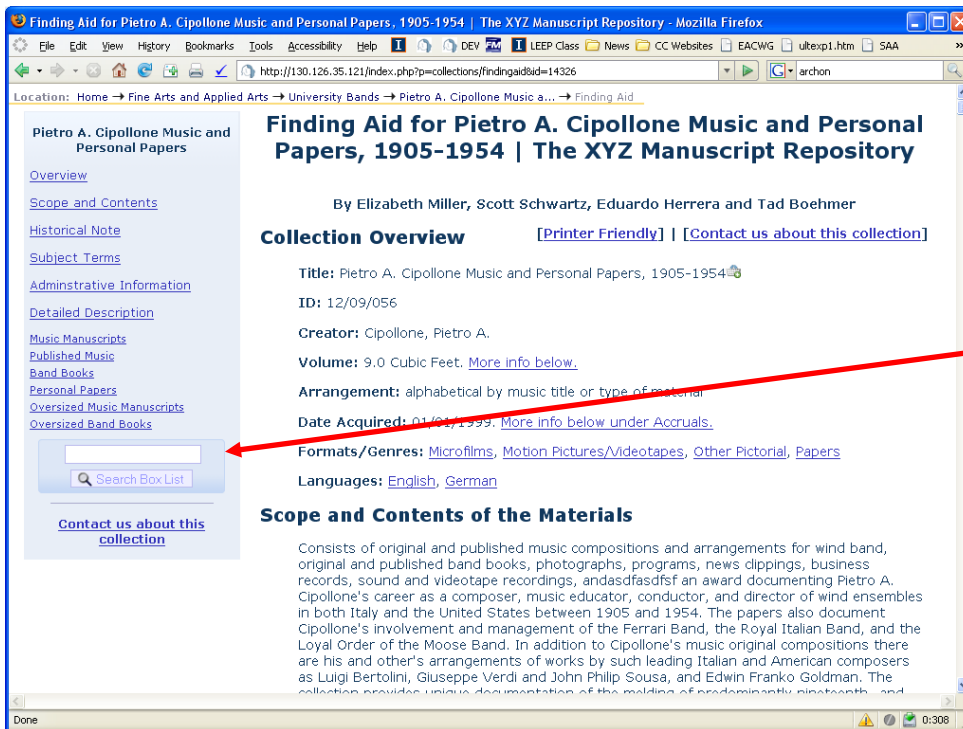 Finding Aid for Pietro A. Cipollone Music and Personal Papers, 1905-1954 | The XYZ Manuscript Repository - Mozilla Firefox
File Edit View History Bookmarks Tools Accessibility Help DEV FM LEEP Class News CC Websites EACWG ultexp1.htm SAA »
http://130.126.35.121/index.php?p=collections/findingaid&id=14326 G archon
Location: Home → Fine Arts and Applied Arts → University Bands → Pietro A. Cipollone Music a... → Finding Aid
Pietro A. Cipollone Music and
Personal Papers
Overview
Scope and Contents
Historical Note
Subject Terms
Adminstrative Information
Detailed Description
Music Manuscripts
Published Music
Band Books
Personal Papers
Oversized Music Manuscripts
Oversized Band Books
Search Box List
Contact us about this
collection
Finding Aid for Pietro A. Cipollone Music and Personal
Papers, 1905-1954 | The XYZ Manuscript Repository
By Elizabeth Miller, Scott Schwartz, Eduardo Herrera and Tad Boehmer
Collection Overview [Printer Friendly] | [Contact us about this collection]
Title: Pietro A. Cipollone Music and Personal Papers, 1905-1954
ID: 12/09/056
Creator: Cipollone, Pietro A.
Volume: 9.0 Cubic Feet. More info below.
Arrangement: alphabetical by music title or type of material
Date Acquired: 01/01/1999. More info below under Accruals.
Formats/Genres: Microfilms, Motion Pictures/Videotapes, Other Pictorial, Papers
Languages: English, German
Scope and Contents of the Materials
Consists of original and published music compositions and arrangements for wind band,
original and published band books, photographs, programs, news clippings, business
records, sound and videotape recordings, andasdfasdfsf an award documenting Pietro A.
Cipollone's career as a composer, music educator, conductor, and director of wind ensembles
in both Italy and the United States between 1905 and 1954. The papers also document
Cipollone's involvement and management of the Ferrari Band, the Royal Italian Band, and the
Loyal Order of the Moose Band. In addition to Cipollone's music original compositions there
are his and other's arrangements of works by such leading Italian and American composers
as Luigi Bertolini, Giuseppe Verdi and John Philip Sousa, and Edwin Franko Goldman. The
collection provides unique documentation of the melding of predominantly nineteenth- and
Done 0:308